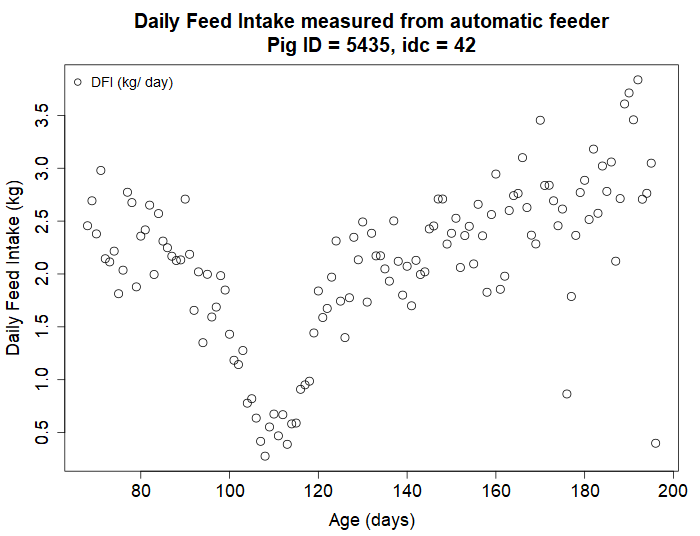 Daily Feed Intake measured from automatic feeder
Pig ID = 5435, idc = 42
DFI (kg/ day)
Daily Feed Intake (kg)
3.5
3.0
2.5
2.0
1.5
1.0
0.5
80 100 120 140 160 180 200
Age (days)